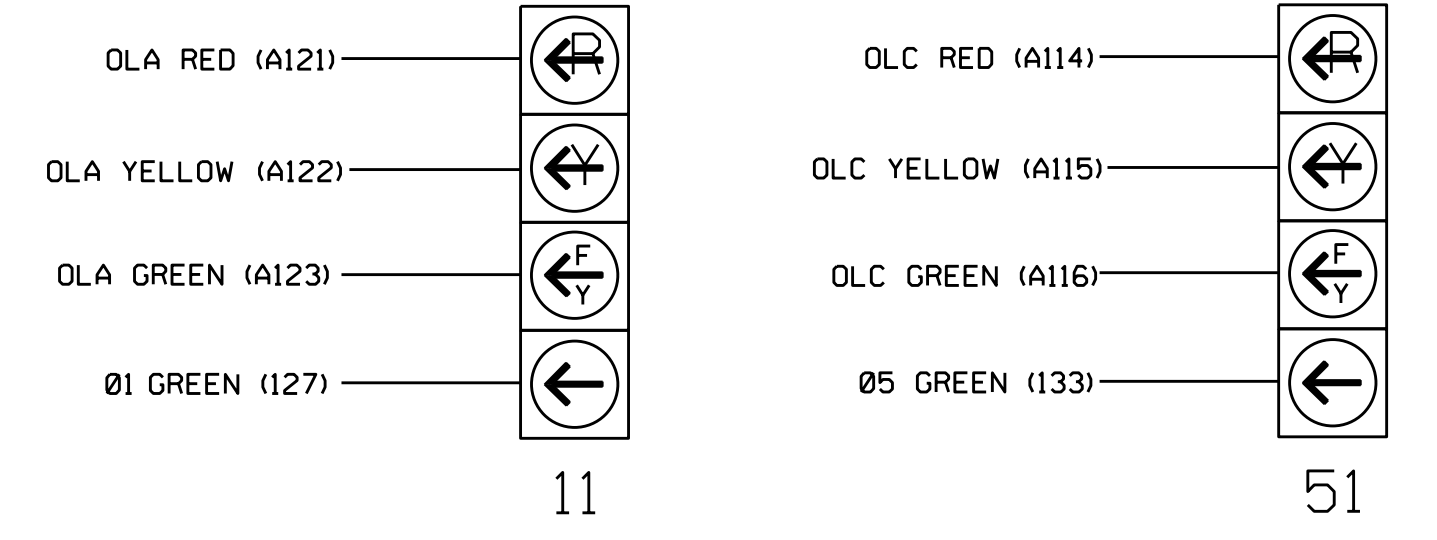 OLA RED (A121)
R
OLA YELLOW (A122)
Y
OLA GREEN (A123)
F
Y
Ø1 GREEN (127)
11
OLC RED (A114)
R
OLC YELLOW (A115)
Y
OLC GREEN (A116)
F
Y
Ø5 GREEN (133)
51